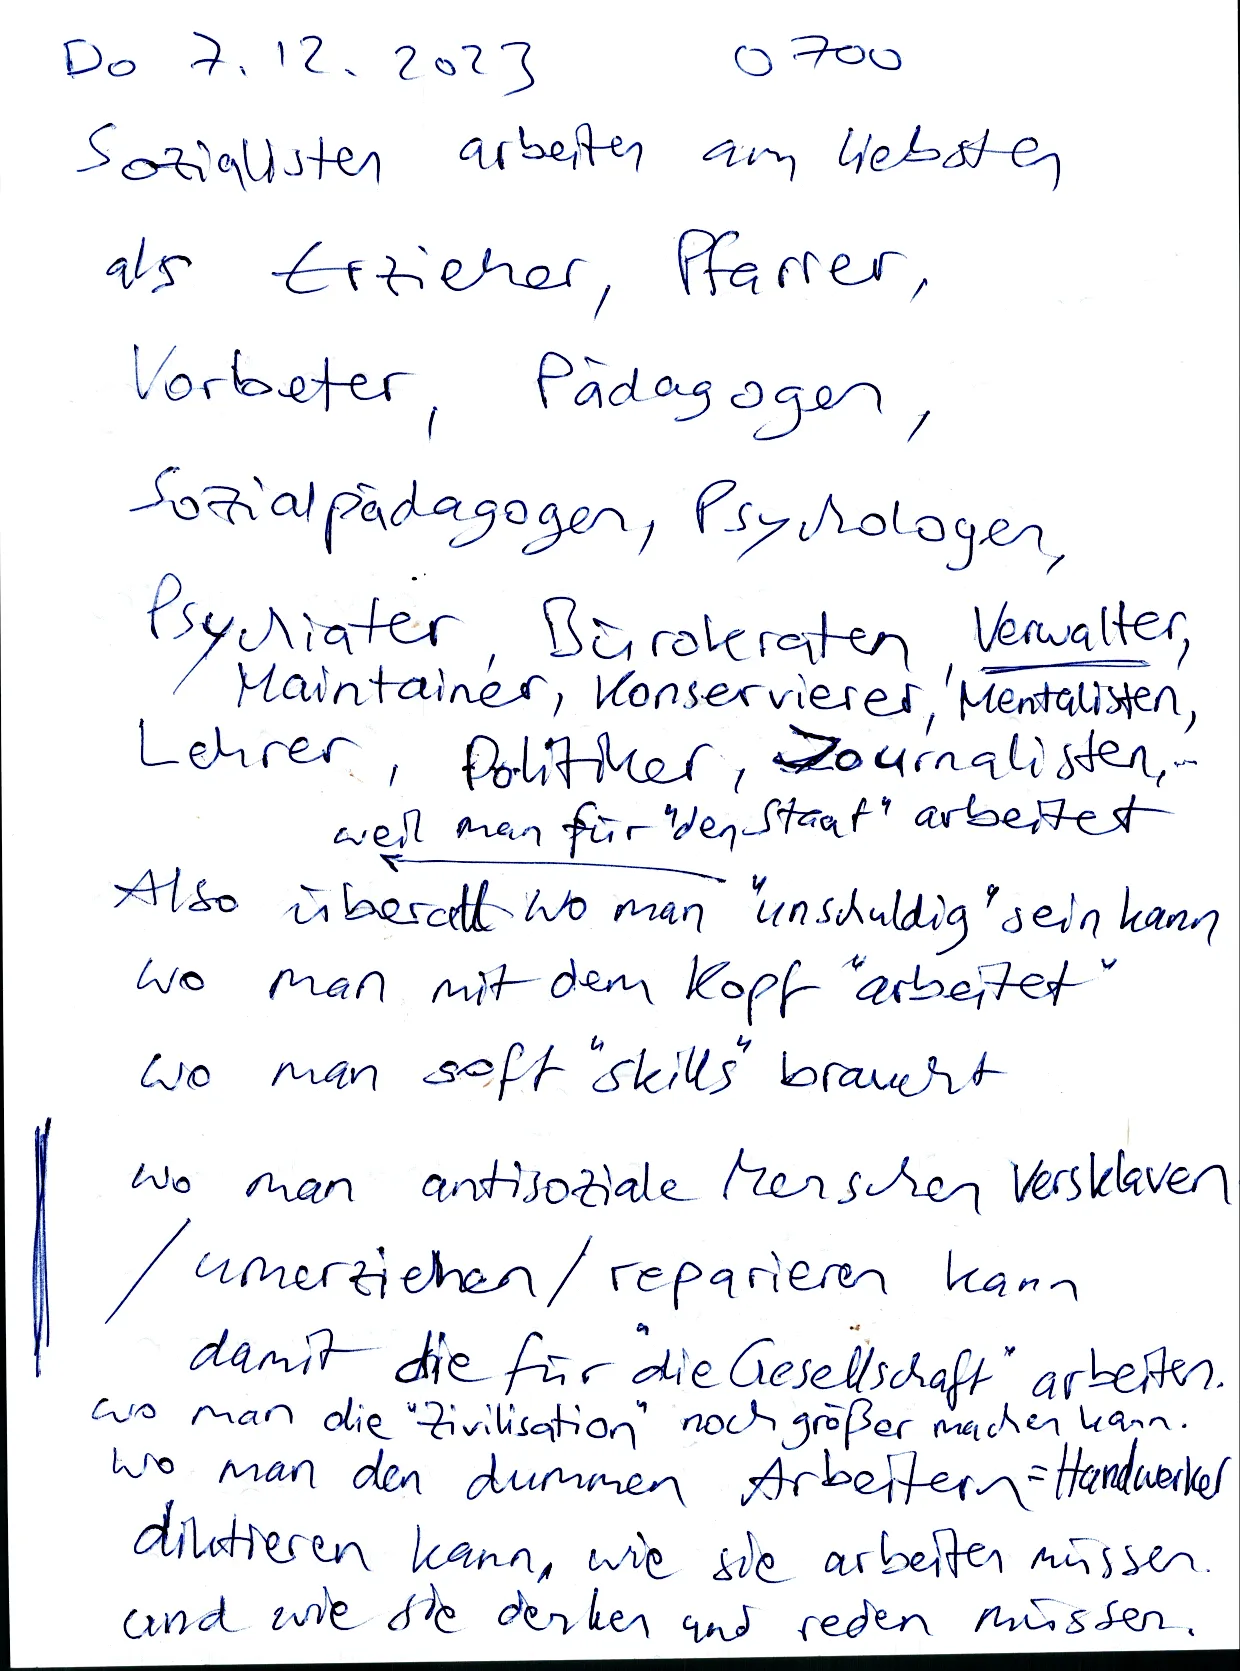 Do 7.12.2023 0700
Sozialisten arbeiten am liebsten
als Erzieher, Pfarrer,
Vorbeter, Pädagogen,
Sozialpädagogen, Psychologen,
Psychiater, Bürokraten, Verwalter,
Maintainer, Konservierer, Mentalisten,
Lehrer, Politiker, Journalisten,..
weil man für "den Staat" arbeitet
Also überall wo man "unschuldig" sein kann
wo man mit dem Kopf "arbeitet"
wo man soft "skills" braucht
wo man antisoziale Menschen versklaven
/ umerziehen / reparieren kann
damit die für "die Gesellschaft" arbeiten.
wo man die "Zivilisation" noch größer machen kann.
wo man den dummen Arbeitern = Handwerker
diktieren kann, wie sie arbeiten müssen.
und wie sie denken und reden müssen.